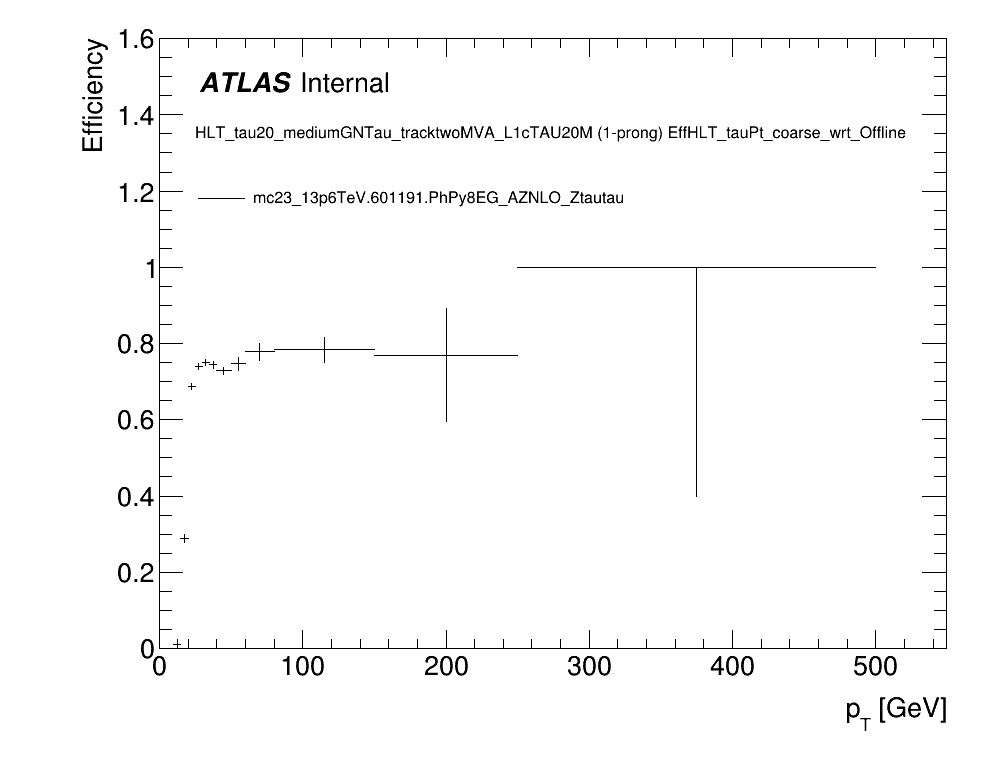 Efficiency
1.6
1.4
1.2
1
0.8
0.6
0.4
0.2
0
ATLAS Internal
HLT_tau20_mediumGNTau_tracktwoMVA_L1cTAU20M (1-prong) EffHLT_tauPt_coarse_wrt_Offline
mc23_13p6TeV.601191.PhPy8EG_AZNLO_Ztautau
0 100 200 300 400 500
p_T [GeV]